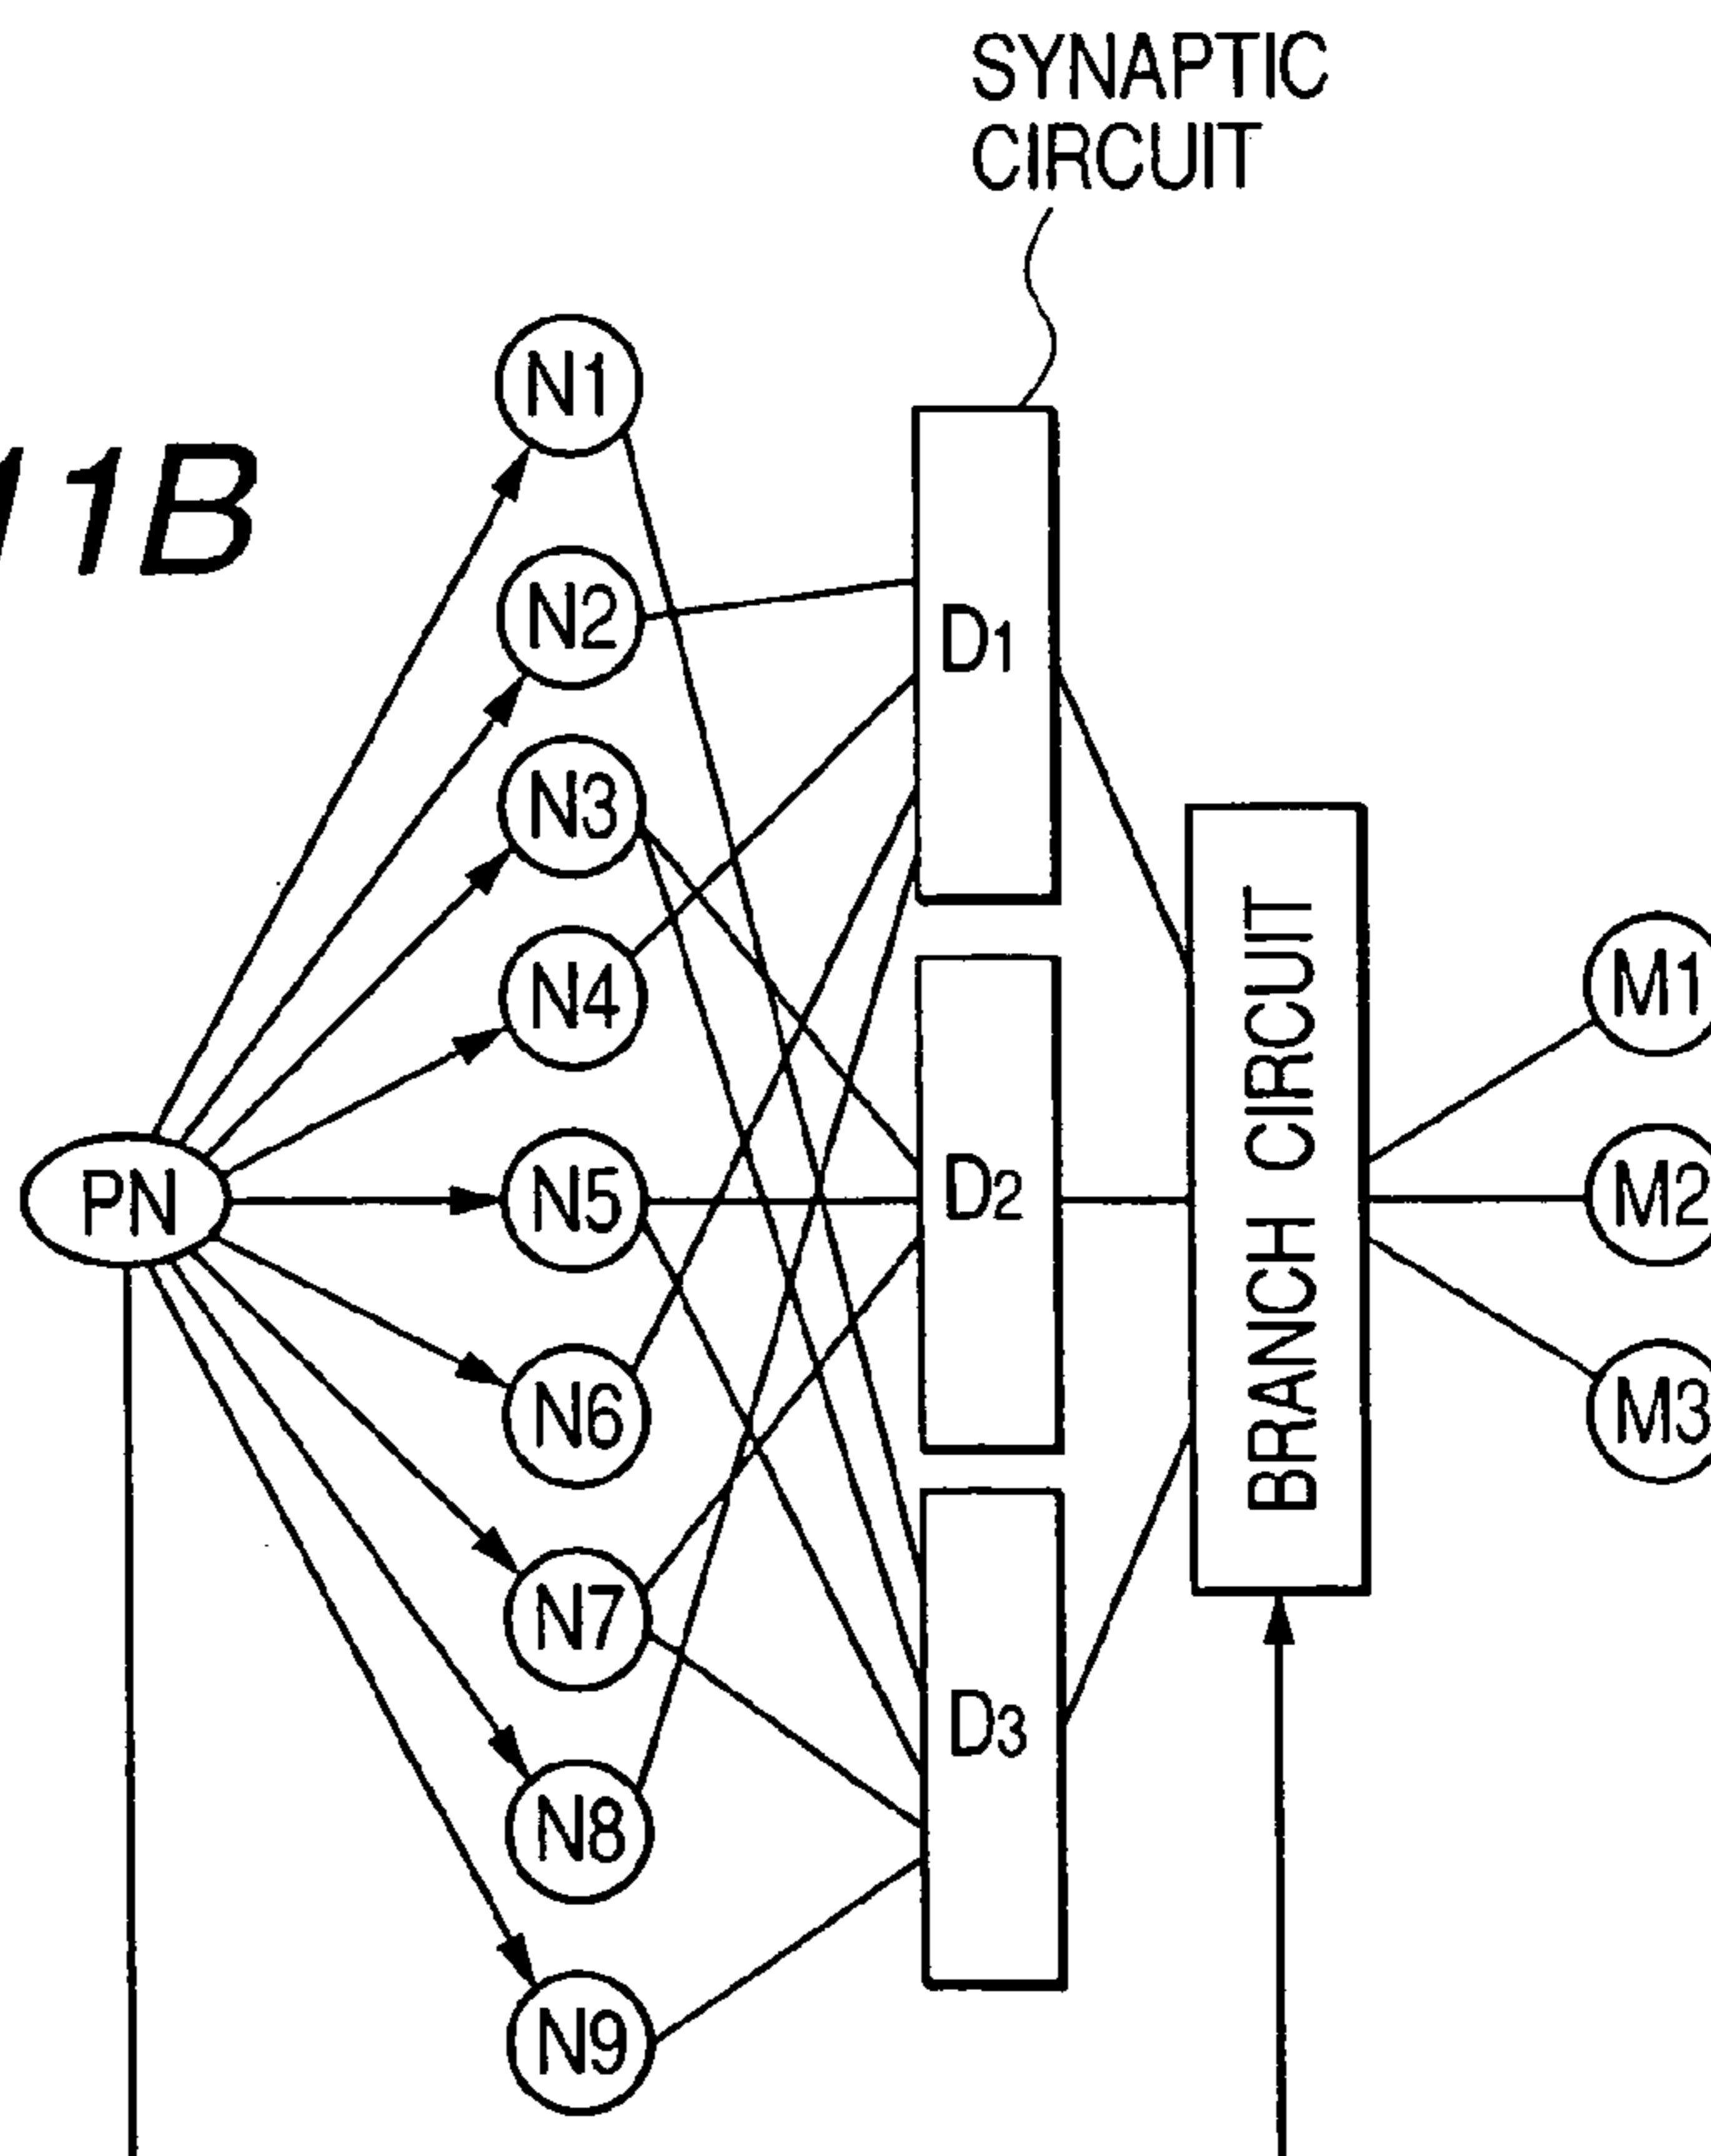 SYNAPTIC
CIRCUIT
11B
N1
N2
N3
N4
N5
N6
N7
N8
N9
PN
D1
D2
D3
BRANCH CIRCUIT
M1
M2
M3